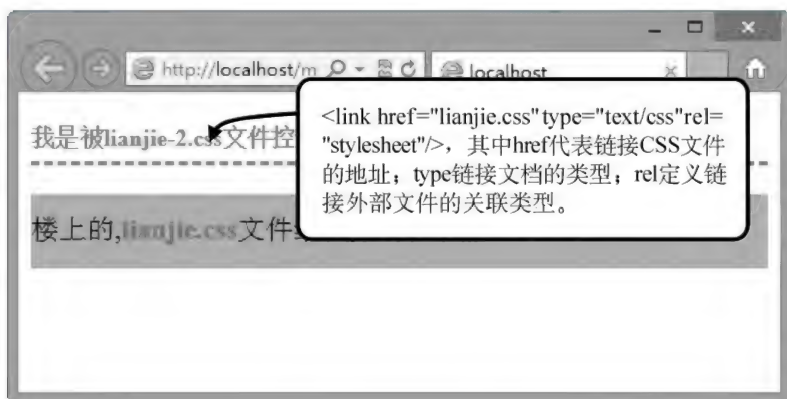 http://localhost/m
localhost
我是被lianjie-2.css文件控
<link href="lianjie.css"type="text/css"rel=
"stylesheet"/>，其中href代表链接CSS文件
的地址；type链接文档的类型；rel定义链
接外部文件的关联类型。
楼上的,lianjie.css文件